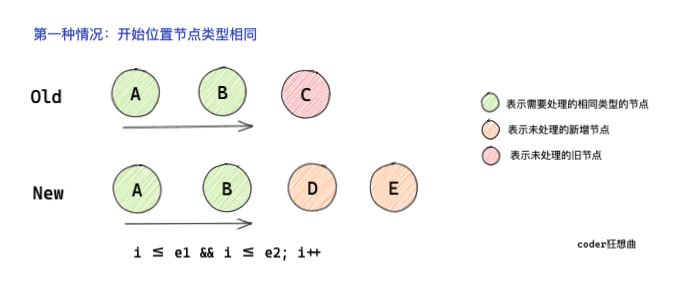 第一种情况：开始位置节点类型相同
Old
A
B
C
表示需要处理的相同类型的节点
表示未处理的新增节点
表示未处理的旧节点
New
A
B
D
E
i ≤ e1 && i ≤ e2; i++
coder狂想曲